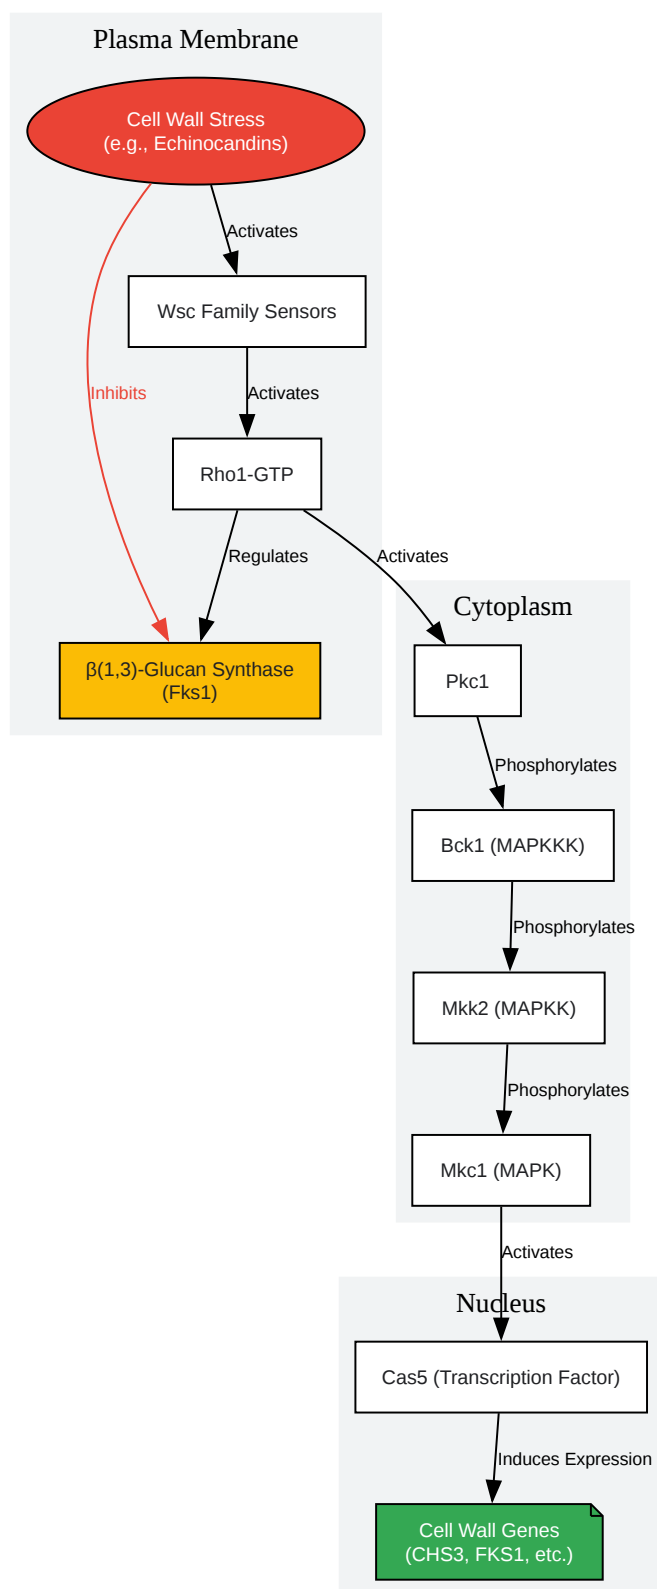 Plasma Membrane
Cell Wall Stress
(e.g., Echinocandins)
Activates
Wsc Family Sensors
Inhibits
Activates
Rho1-GTP
Regulates
Activates
β(1,3)-Glucan Synthase
(Fks1)
Cytoplasm
Pkc1
Phosphorylates
Bck1 (MAPKKK)
Phosphorylates
Mkk2 (MAPKK)
Phosphorylates
Mkc1 (MAPK)
Activates
Nucleus
Cas5 (Transcription Factor)
Induces Expression
Cell Wall Genes
(CHS3, FKS1, etc.)